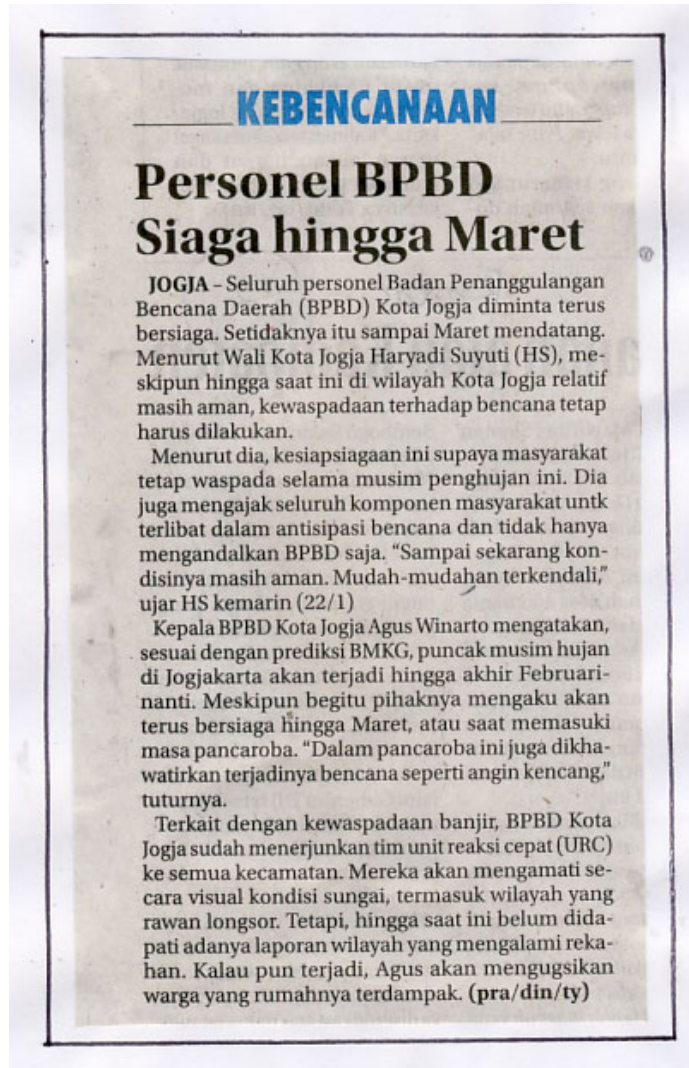 KEBENCANAAN
Personel BPBD
Siaga hingga Maret
JOGJA – Seluruh personel Badan Penanggulangan
Bencana Daerah (BPBD) Kota Jogja diminta terus
bersiaga. Setidaknya itu sampai Maret mendatang.
Menurut Wali Kota Jogja Haryadi Suyuti (HS), me-
skipun hingga saat ini di wilayah Kota Jogja relatif
masih aman, kewaspadaan terhadap bencana tetap
harus dilakukan.
Menurut dia, kesiapsiagaan ini supaya masyarakat
tetap waspada selama musim penghujan ini. Dia
juga mengajak seluruh komponen masyarakat untk
terlibat dalam antisipasi bencana dan tidak hanya
mengandalkan BPBD saja. “Sampai sekarang kon-
disinya masih aman. Mudah-mudahan terkendali,”
ujar HS kemarin (22/1)
Kepala BPBD Kota Jogja Agus Winarto mengatakan,
sesuai dengan prediksi BMKG, puncak musim hujan
di Jogjakarta akan terjadi hingga akhir Februari-
nanti. Meskipun begitu pihaknya mengaku akan
terus bersiaga hingga Maret, atau saat memasuki
masa pancaroba. “Dalam pancaroba ini juga dikha-
watirkan terjadinya bencana seperti angin kencang,”
tuturnya.
Terkait dengan kewaspadaan banjir, BPBD Kota
Jogja sudah menerjunkan tim unit reaksi cepat (URC)
ke semua kecamatan. Mereka akan mengamati se-
cara visual kondisi sungai, termasuk wilayah yang
rawan longsor. Tetapi, hingga saat ini belum dida-
pati adanya laporan wilayah yang mengalami reka-
han. Kalau pun terjadi, Agus akan mengugsikan
warga yang rumahnya terdampak. (pra/din/ty)